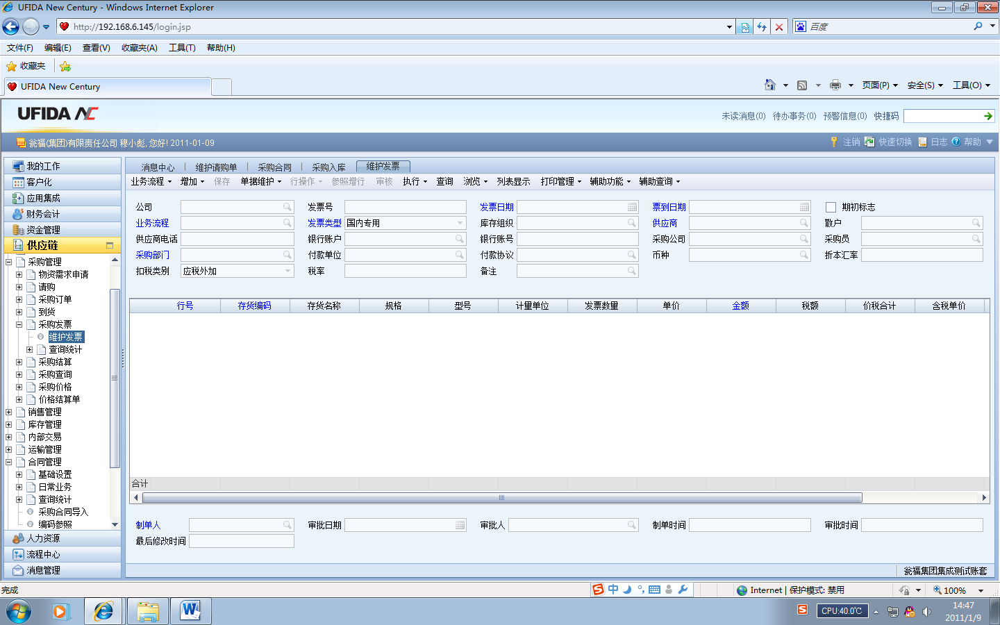 UFIDA New Century - Windows Internet Explorer
http://192.168.6.145/login.jsp
百度
文件(F) 编辑(E) 查看(V) 收藏夹(A) 工具(T) 帮助(H)
收藏夹
UFIDA New Century
页面(P) 安全(S) 工具(O)
UFIDA NC
未读消息(0) 待办事务(0) 预警信息(0) 快捷码
瓮福(集团)有限责任公司 穆小彪, 您好! 2011-01-09
注销 快速切换 日志 帮助
我的工作
客户化
应用集成
财务会计
资金管理
供应链
采购管理
物资需求申请
请购
采购订单
到货
采购发票
维护发票
查询统计
采购结算
采购查询
采购价格
价格结算单
销售管理
库存管理
内部交易
运输管理
合同管理
基础设置
日常业务
查询统计
采购合同导入
编码参照
人力资源
流程中心
消息管理
消息中心 维护请购单 采购合同 采购入库 维护发票
业务流程 增加 保存 单据维护 行操作 参照增行 审核 执行 查询 浏览 列表显示 打印管理 辅助功能 辅助查询
公司 发票号 发票日期 票到日期 期初标志
业务流程 发票类型 国内专用 库存组织 供应商 散户
供应商电话 银行账户 银行账号 采购公司 采购员
采购部门 付款单位 付款协议 币种 折本汇率
扣税类别 应税外加 税率 备注
行号 存货编码 存货名称 规格 型号 计量单位 发票数量 单价 金额 税额 价税合计 含税单价
合计
制单人 审批日期 审批人 制单时间 审批时间
最后修改时间
瓮福集团集成测试账套
完成
中
Internet | 保护模式: 禁用
100%
CPU:40.0℃
14:47
2011/1/9